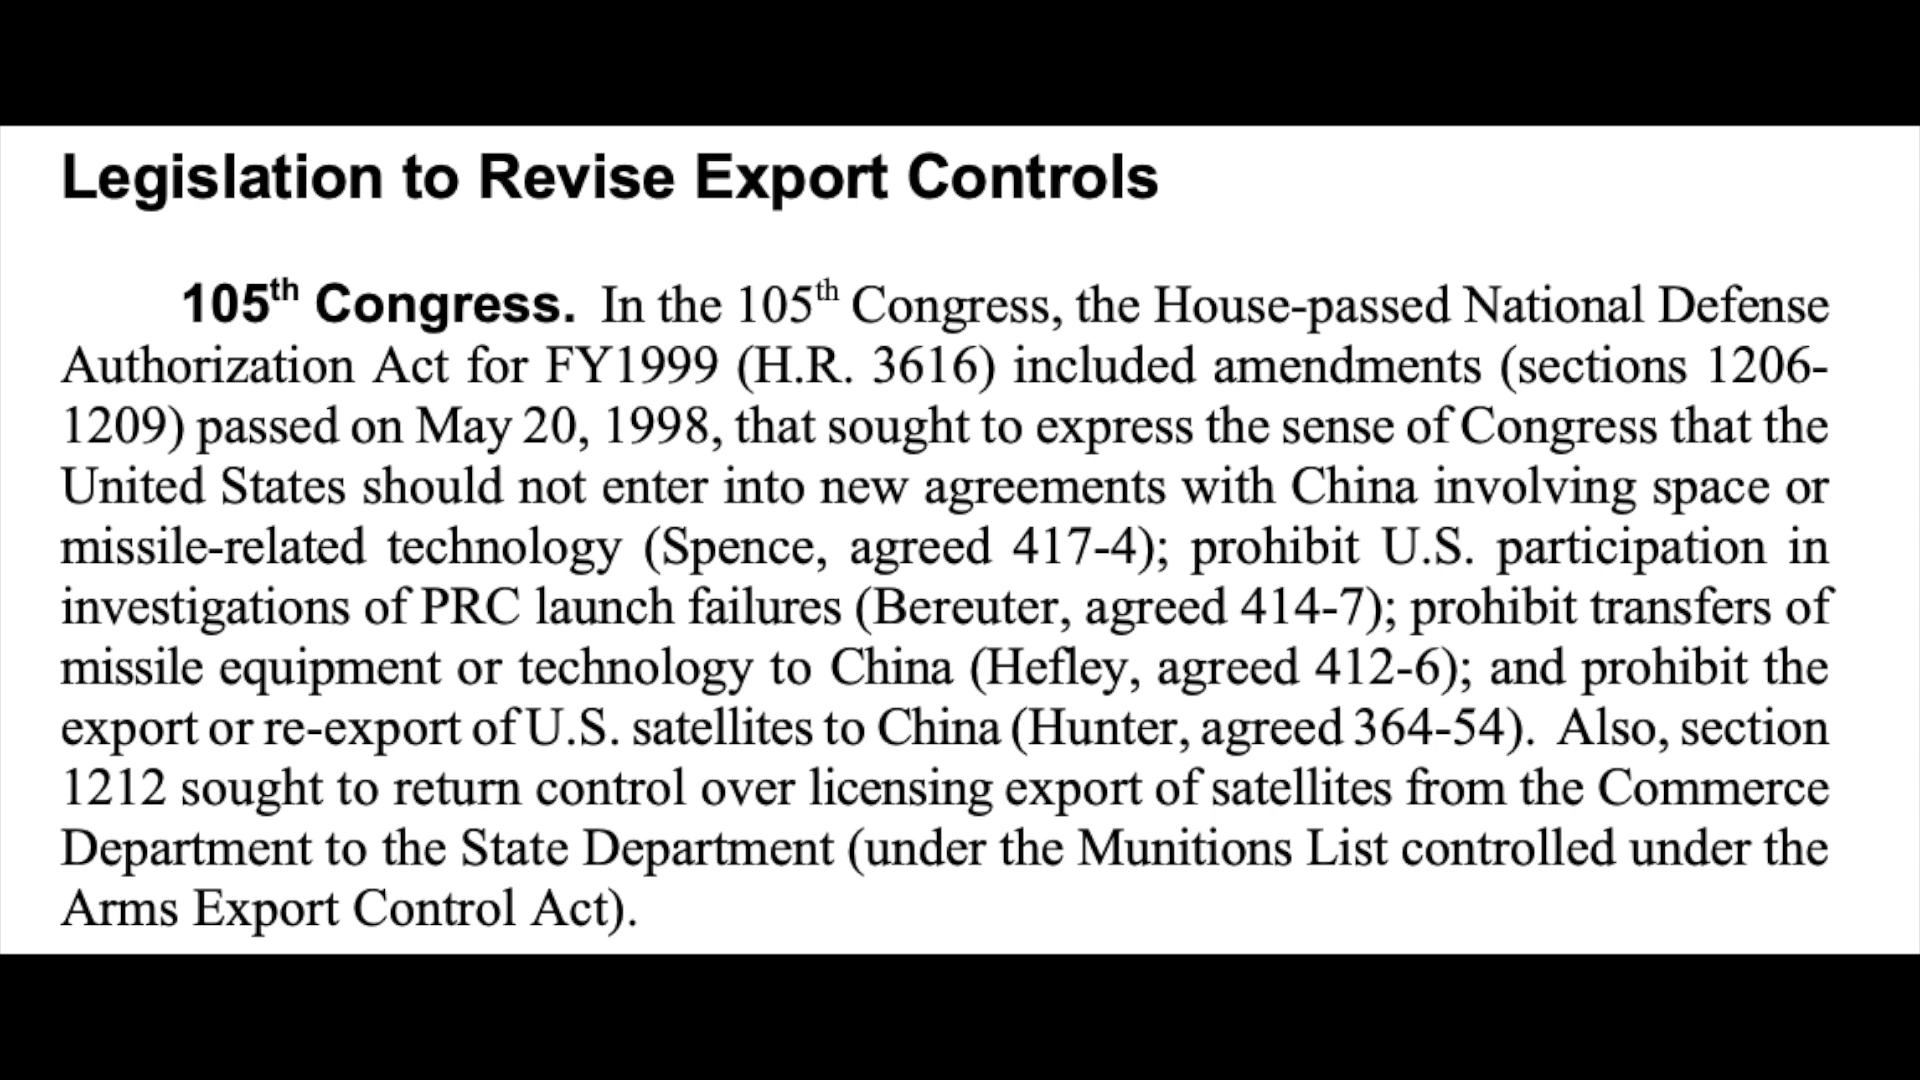 Legislation to Revise Export Controls
105th Congress. In the 105th Congress, the House-passed National Defense
Authorization Act for FY1999 (H.R. 3616) included amendments (sections 1206-
1209) passed on May 20, 1998, that sought to express the sense of Congress that the
United States should not enter into new agreements with China involving space or
missile-related technology (Spence, agreed 417-4); prohibit U.S. participation in
investigations of PRC launch failures (Bereuter, agreed 414-7); prohibit transfers of
missile equipment or technology to China (Hefley, agreed 412-6); and prohibit the
export or re-export of U.S. satellites to China (Hunter, agreed 364-54). Also, section
1212 sought to return control over licensing export of satellites from the Commerce
Department to the State Department (under the Munitions List controlled under the
Arms Export Control Act).